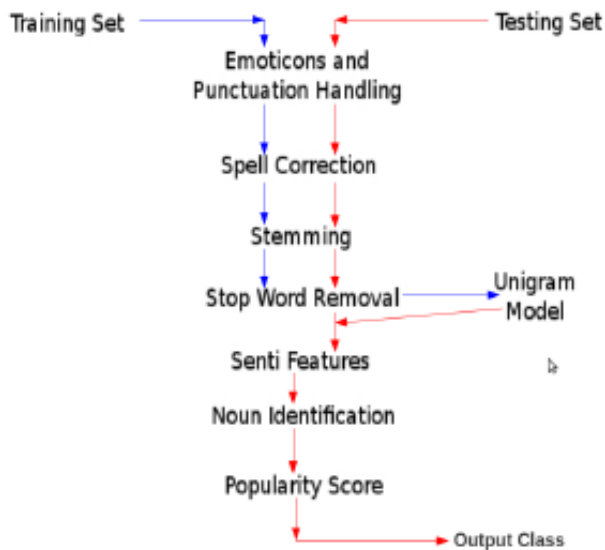 Training Set
Testing Set
Emoticons and
Punctuation Handling
Spell Correction
Stemming
Stop Word Removal
Unigram
Model
Senti Features
Noun Identification
Popularity Score
Output Class